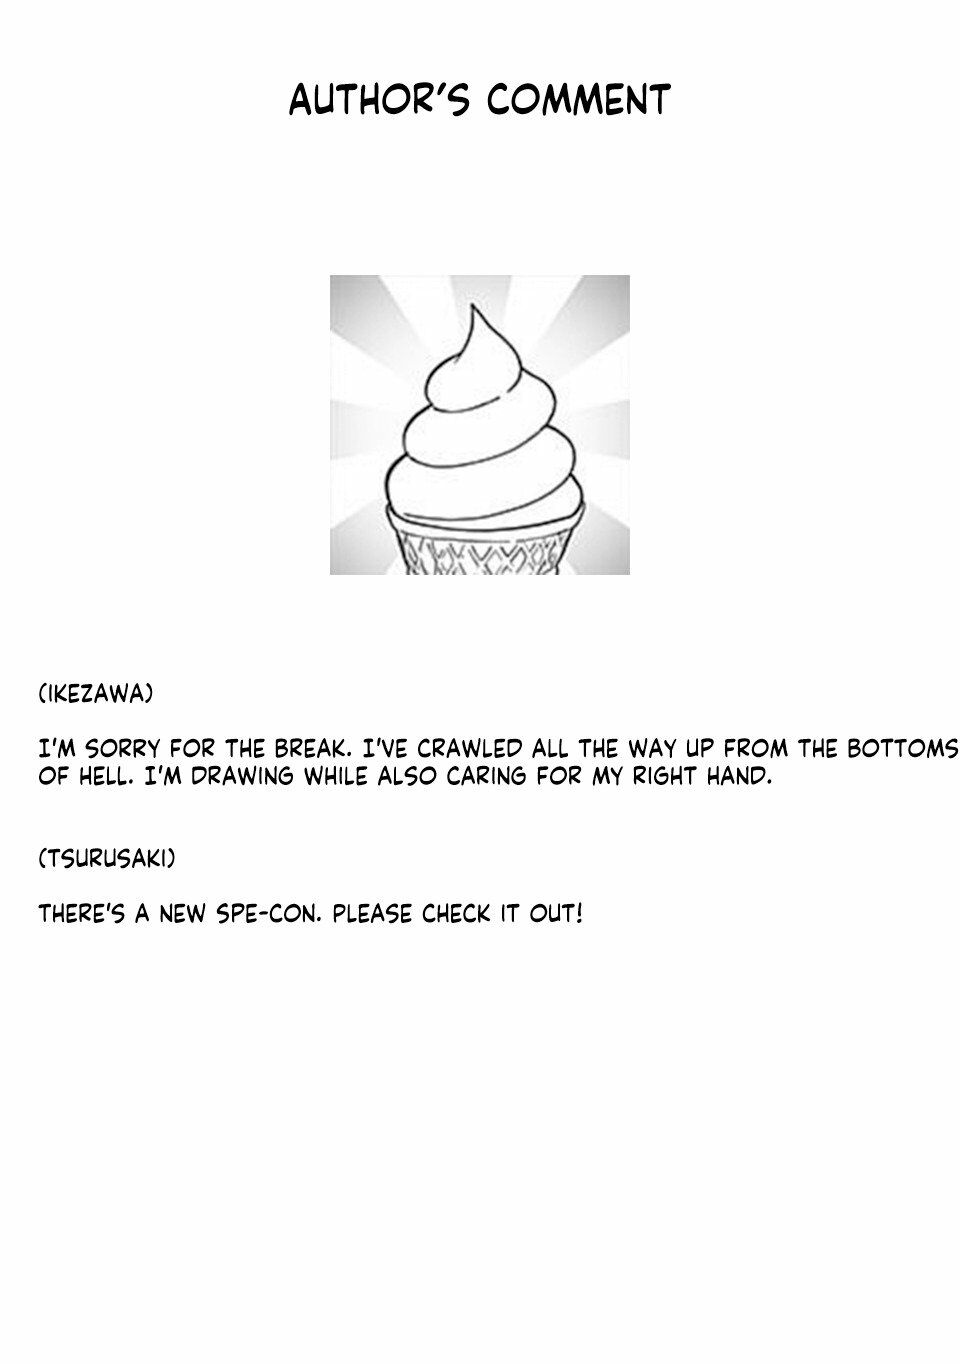 AUTHOR'S COMMENT
(IKEZAWA)
I'M SORRY FOR THE BREAK. I'VE CRAWLED ALL THE WAY UP FROM THE BOTTOMS
OF HELL. I'M DRAWING WHILE ALSO CARING FOR MY RIGHT HAND.
(TSURUSAKI)
THERE'S A NEW SPE-CON. PLEASE CHECK IT OUT!